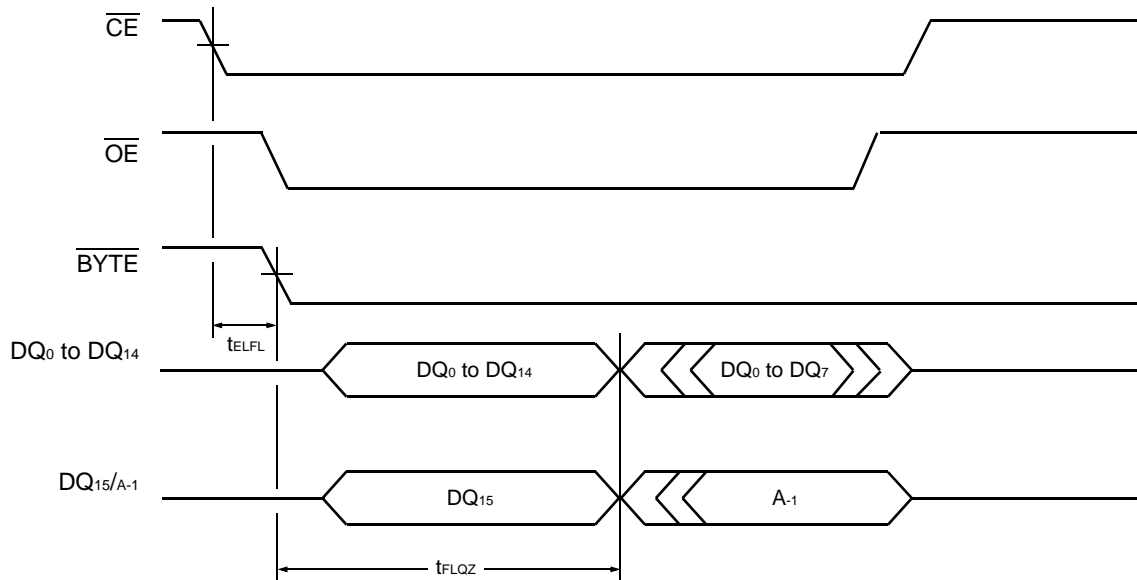 CE
OE
BYTE
tELFL
DQ0 to DQ14
DQ0 to DQ14
DQ0 to DQ7
DQ15/A-1
DQ15
A-1
tFLQZ